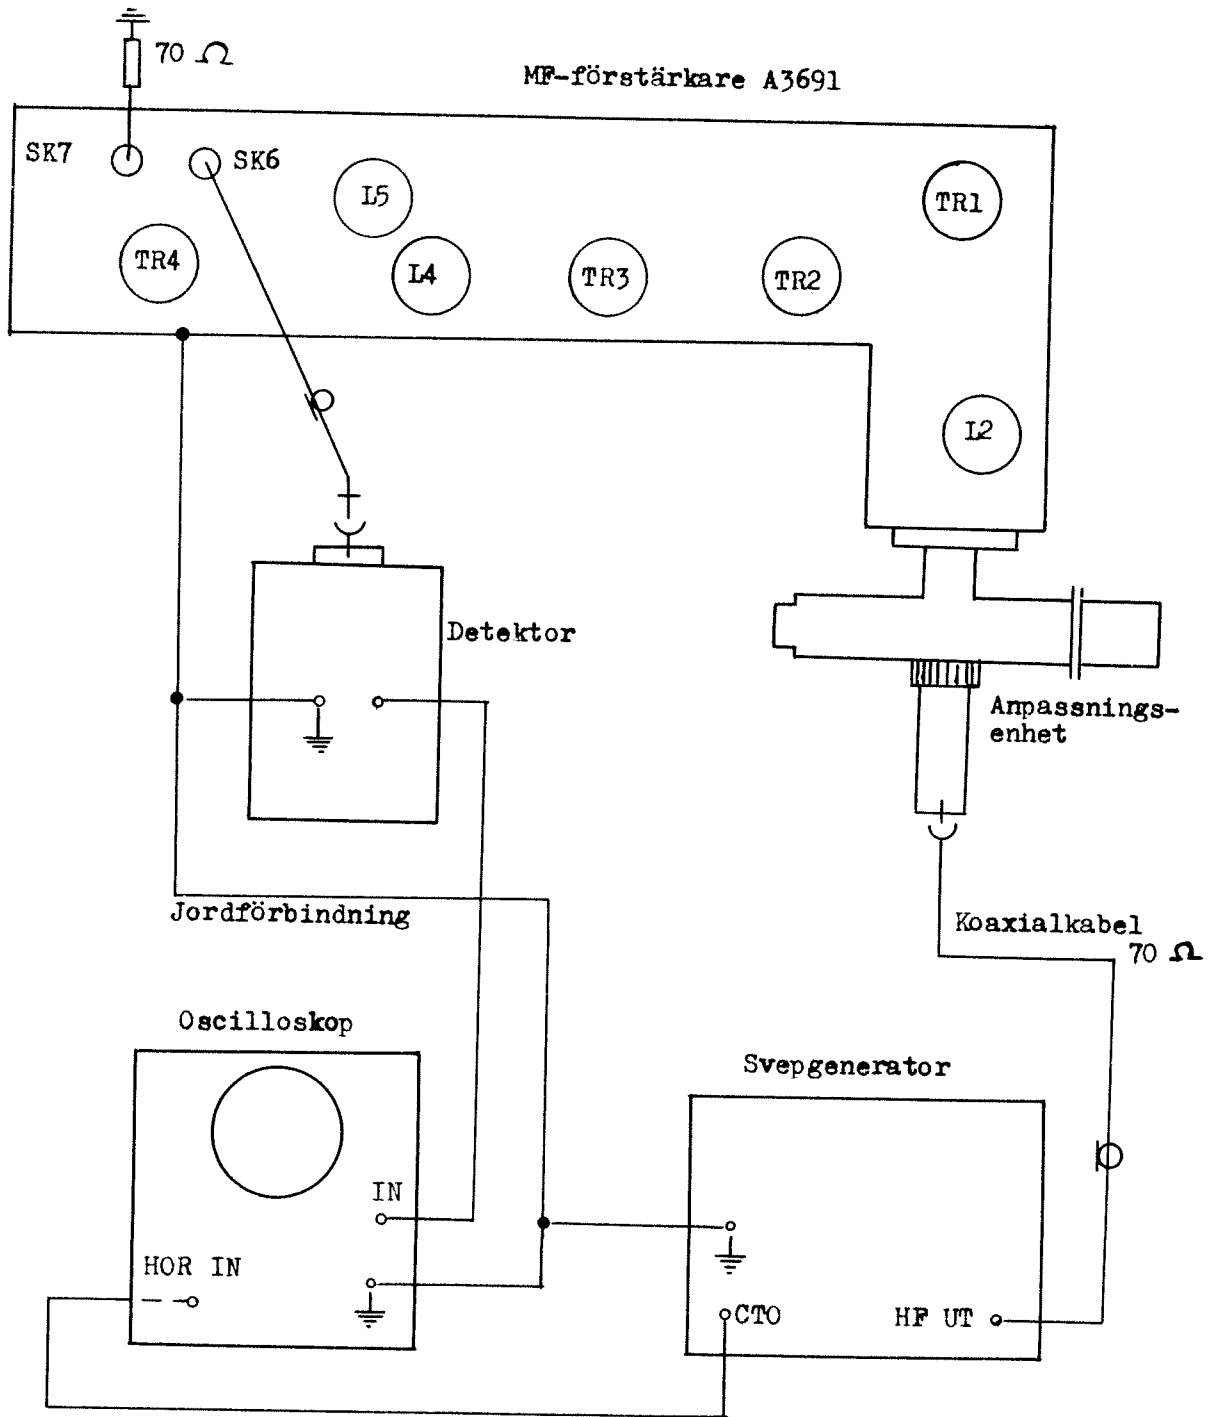 70 Ω
MF-förstärkare A3691
SK7
SK6
L5
TR1
TR4
L4
TR3
TR2
L2
Detektor
Anpassnings-
enhet
Jordförbindning
Koaxialkabel
70 Ω
Oscilloskop
Svepgenerator
IN
HOR IN
CTO
HF UT